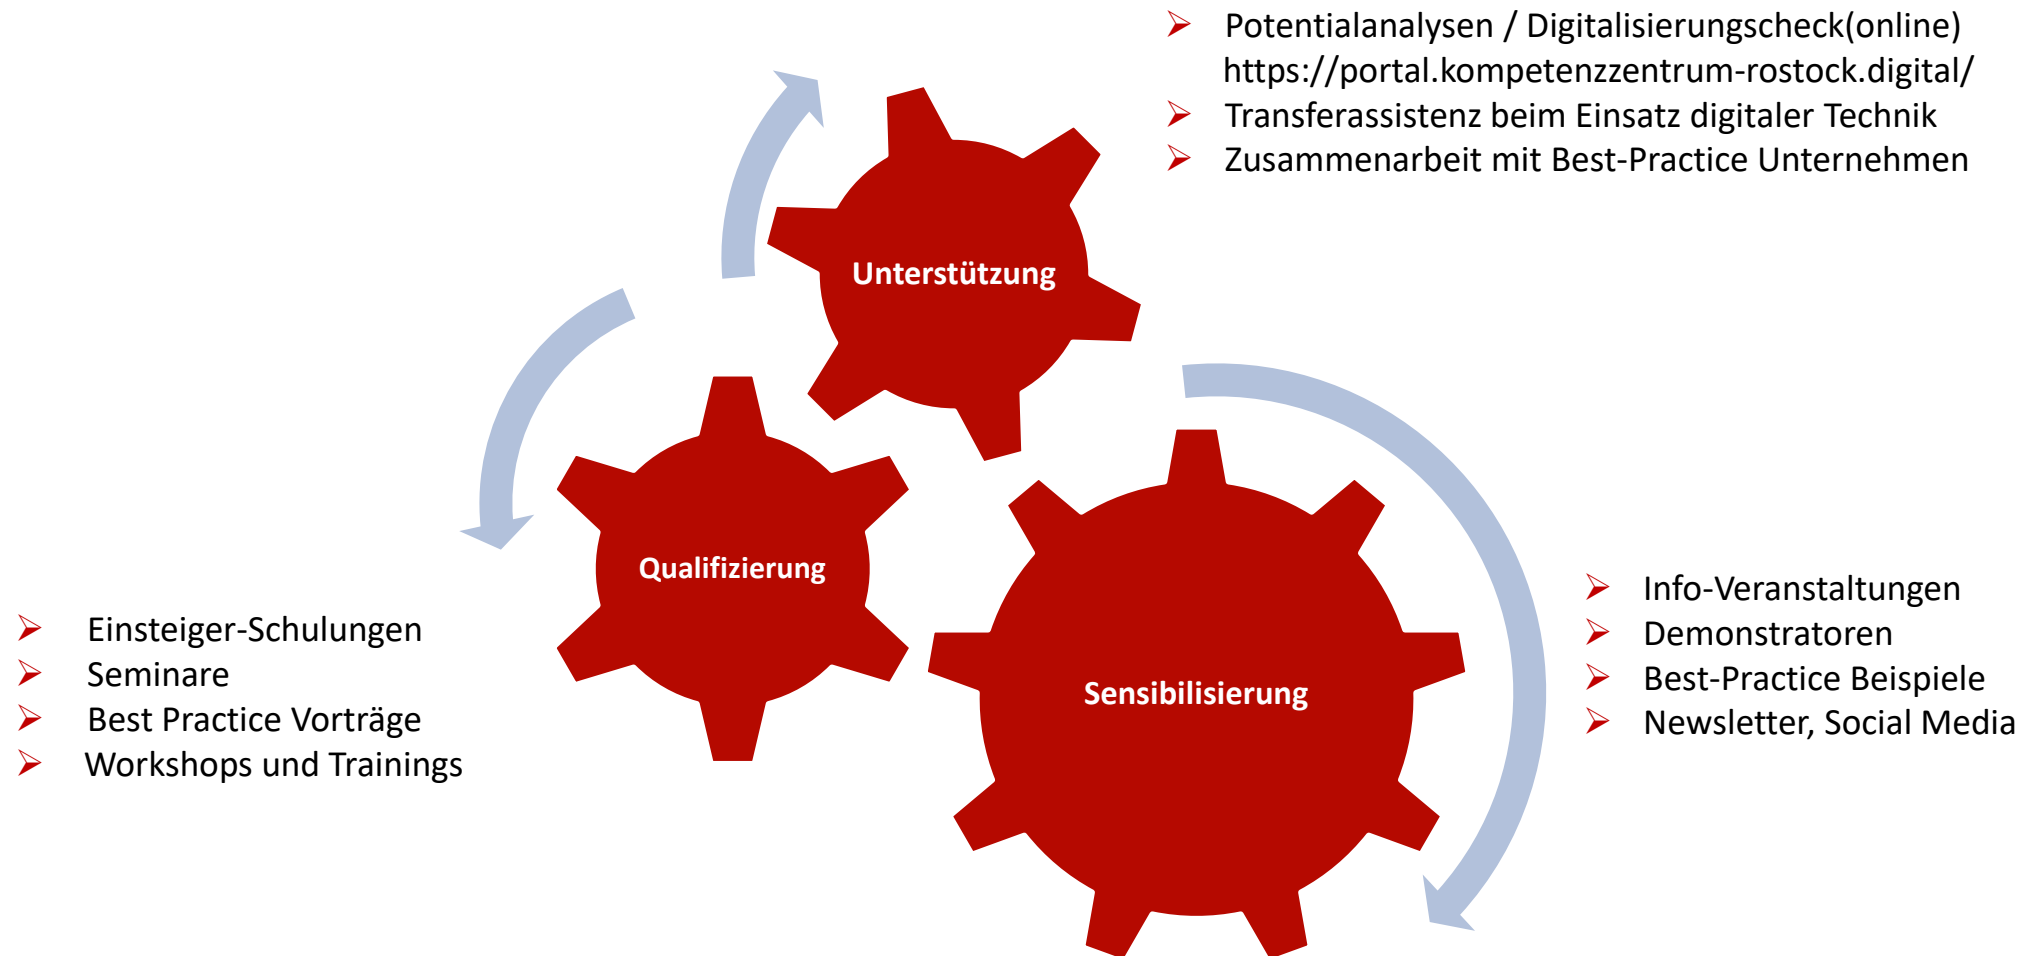 Potentialanalysen / Digitalisierungscheck(online)
https://portal.kompetenzzentrum-rostock.digital/
Transferassistenz beim Einsatz digitaler Technik
Zusammenarbeit mit Best-Practice Unternehmen
Unterstützung
Qualifizierung
Einsteiger-Schulungen
Seminare
Best Practice Vorträge
Workshops und Trainings
Sensibilisierung
Info-Veranstaltungen
Demonstratoren
Best-Practice Beispiele
Newsletter, Social Media